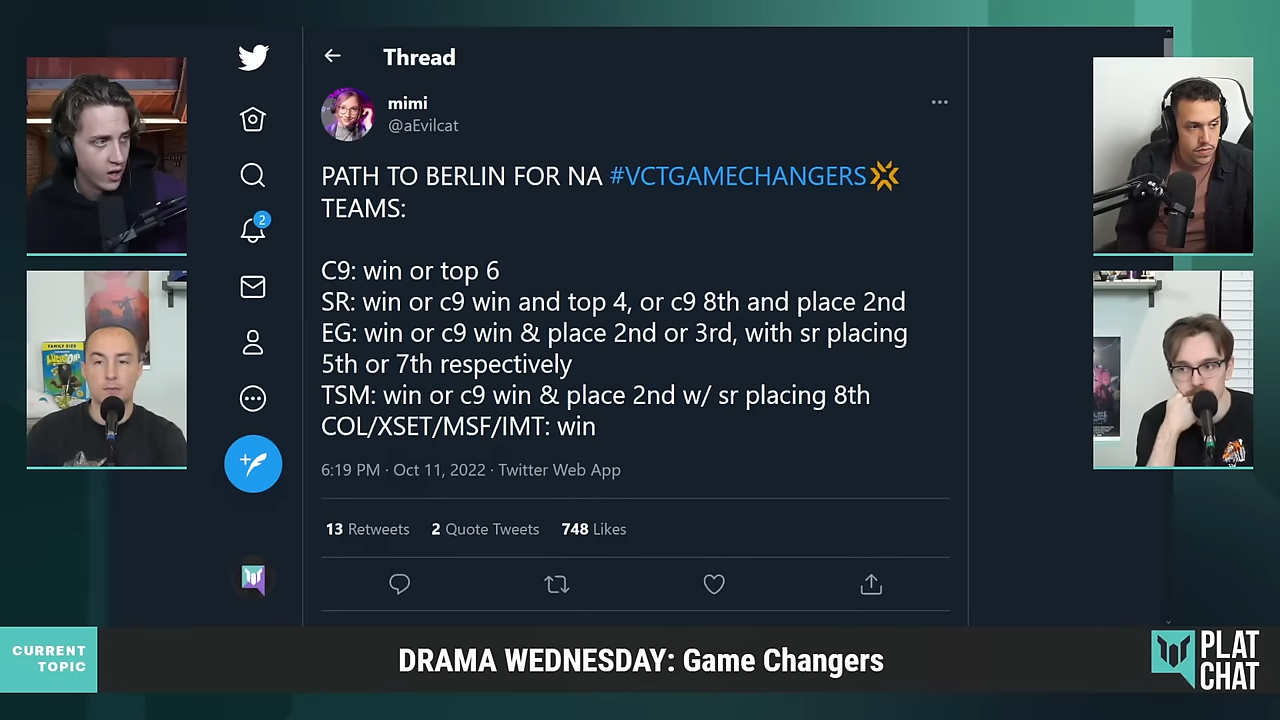 Thread
mimi
@aEvilcat
PATH TO BERLIN FOR NA #VCTGAMECHANGERS
TEAMS:
C9: win or top 6
SR: win or c9 win and top 4, or c9 8th and place 2nd
EG: win or c9 win & place 2nd or 3rd, with sr placing
5th or 7th respectively
TSM: win or c9 win & place 2nd w/ sr placing 8th
COL/XSET/MSF/IMT: win
6:19 PM · Oct 11, 2022 · Twitter Web App
13 Retweets 2 Quote Tweets 748 Likes
2
FAMILY SIZE
CURRENT
TOPIC
DRAMA WEDNESDAY: Game Changers
PLAT
CHAT